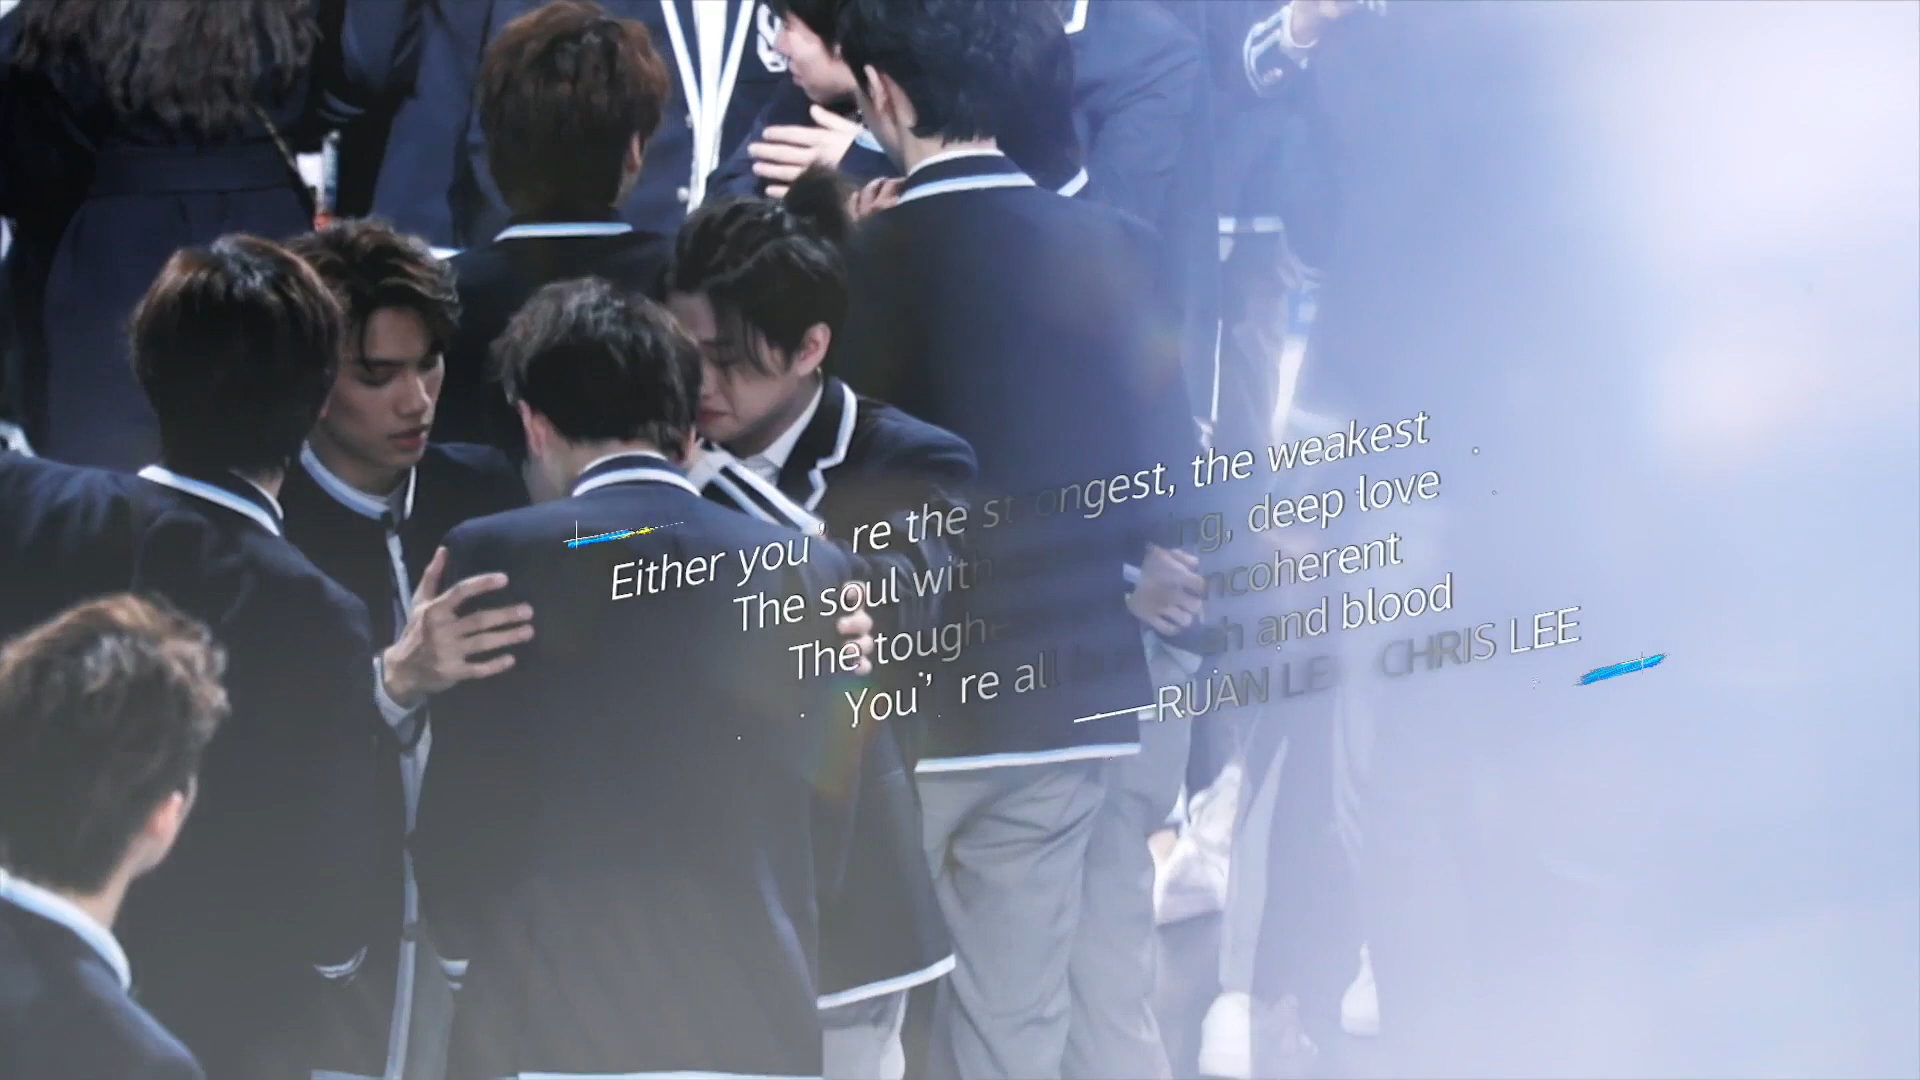 Either you’ re the strongest, the weakest
The soul with deep love
The incoherent
You’ re all and blood
——RUAN LEE CHRIS LEE